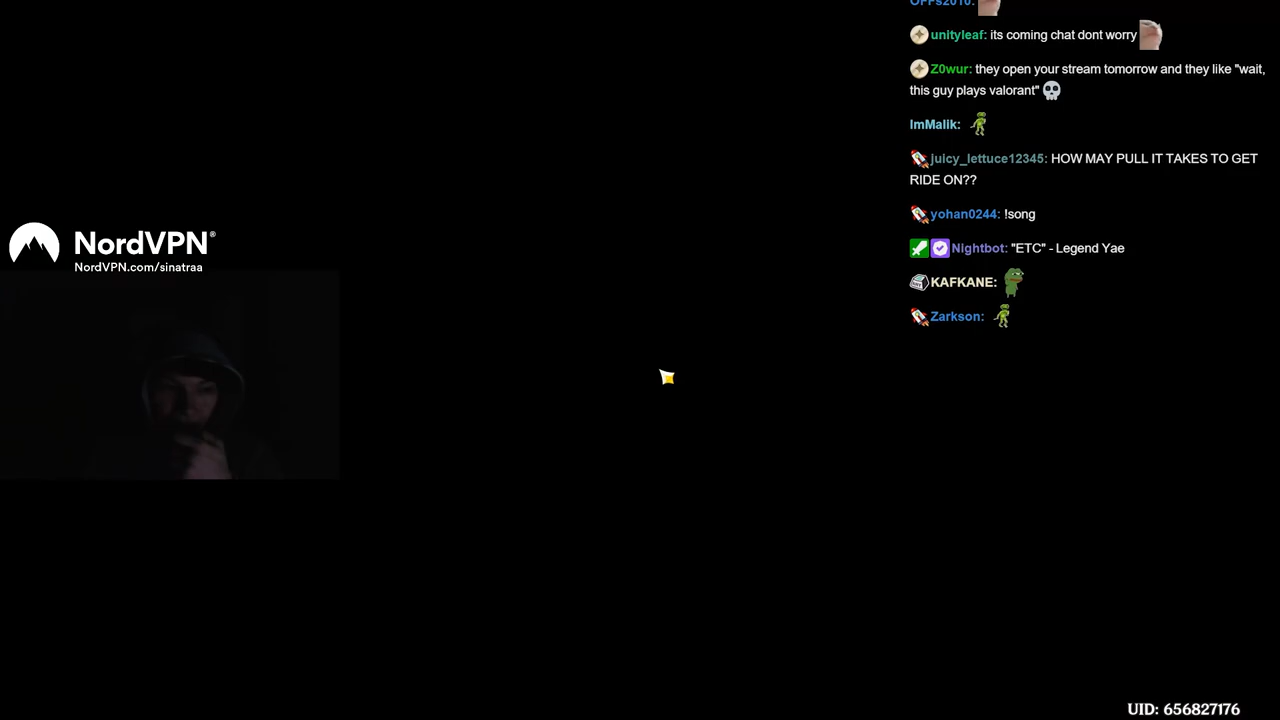 OFFs2010:
unityleaf: its coming chat dont worry
Z0wur: they open your stream tomorrow and they like "wait,
this guy plays valorant"
ImMalik:
juicy_lettuce12345: HOW MAY PULL IT TAKES TO GET
RIDE ON??
yohan0244: !song
Nightbot: "ETC" - Legend Yae
KAFKANE:
Zarkson:
NordVPN®
NordVPN.com/sinatraa
UID: 656827176